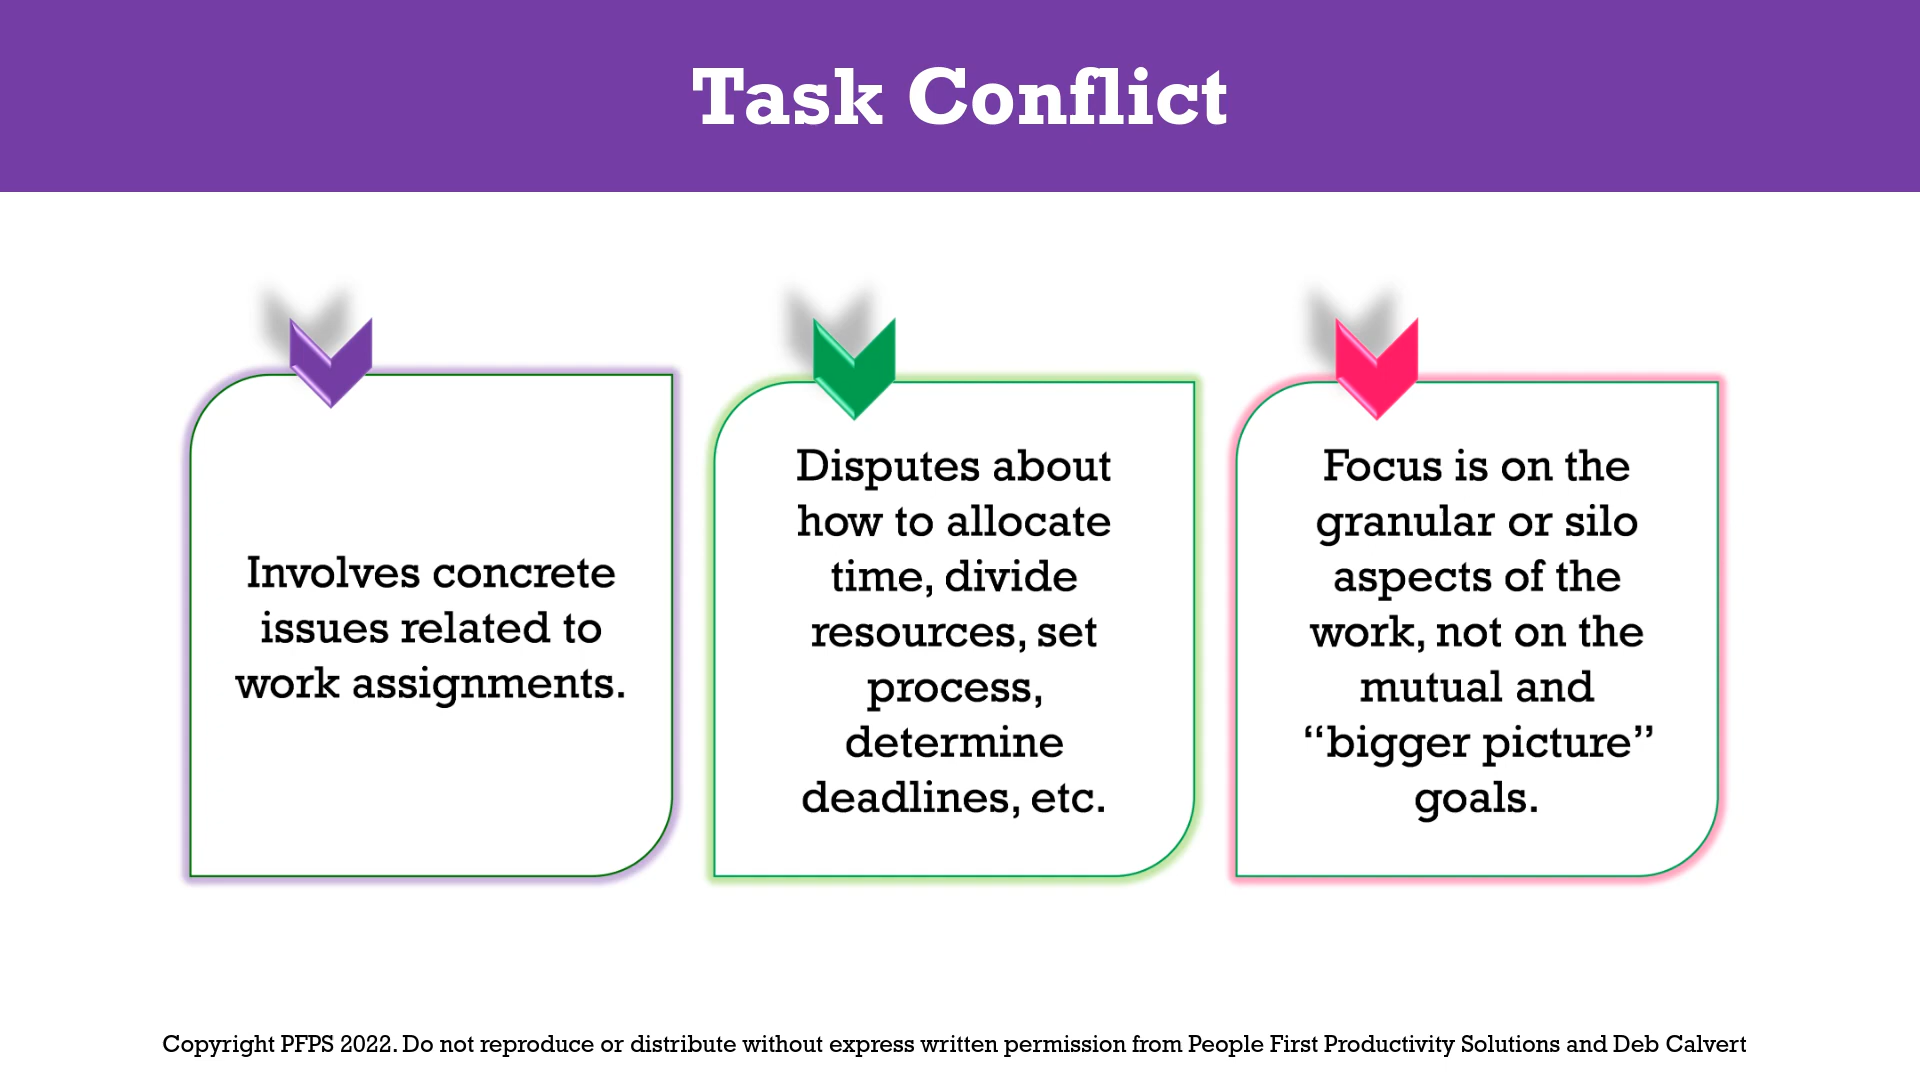 Task Conflict
Involves concrete
issues related to
work assignments.
Disputes about
how to allocate
time, divide
resources, set
process,
determine
deadlines, etc.
Focus is on the
granular or silo
aspects of the
work, not on the
mutual and
“bigger picture”
goals.
Copyright PFPS 2022. Do not reproduce or distribute without express written permission from People First Productivity Solutions and Deb Calvert